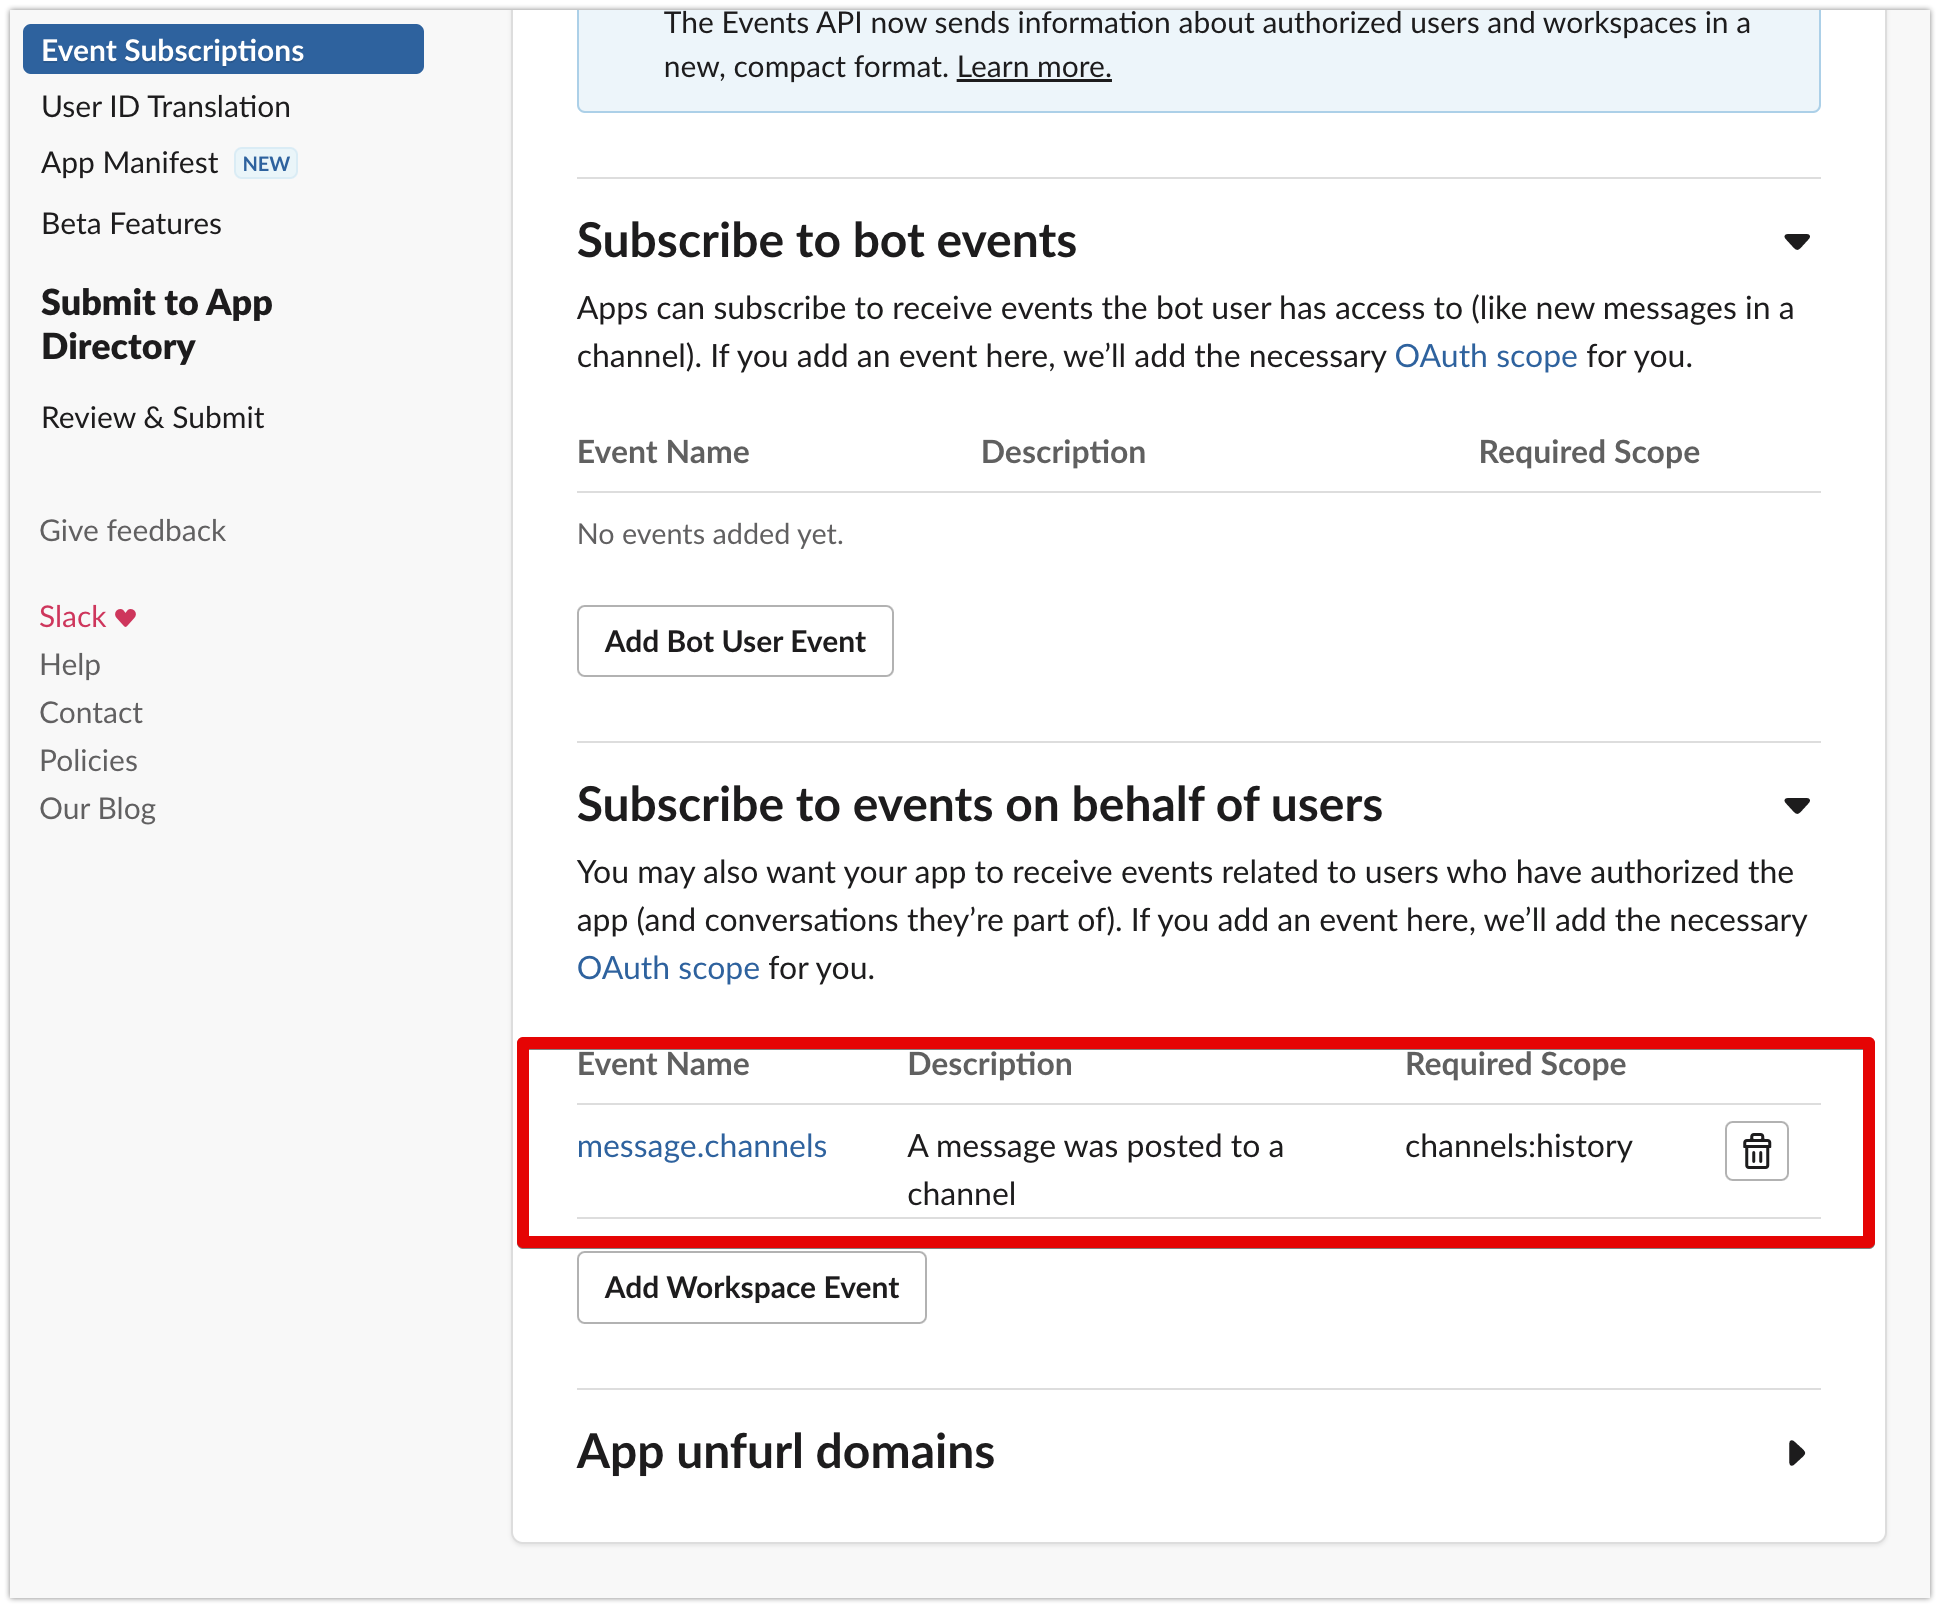 Event Subscriptions
User ID Translation
App Manifest NEW
Beta Features
Submit to App
Directory
Review & Submit
Give feedback
Slack ♥
Help
Contact
Policies
Our Blog
The Events API now sends information about authorized users and workspaces in a
new, compact format. Learn more.
Subscribe to bot events
Apps can subscribe to receive events the bot user has access to (like new messages in a
channel). If you add an event here, we’ll add the necessary OAuth scope for you.
Event Name Description Required Scope
No events added yet.
Add Bot User Event
Subscribe to events on behalf of users
You may also want your app to receive events related to users who have authorized the
app (and conversations they’re part of). If you add an event here, we’ll add the necessary
OAuth scope for you.
Event Name Description Required Scope
message.channels A message was posted to a channels:history
channel
Add Workspace Event
App unfurl domains